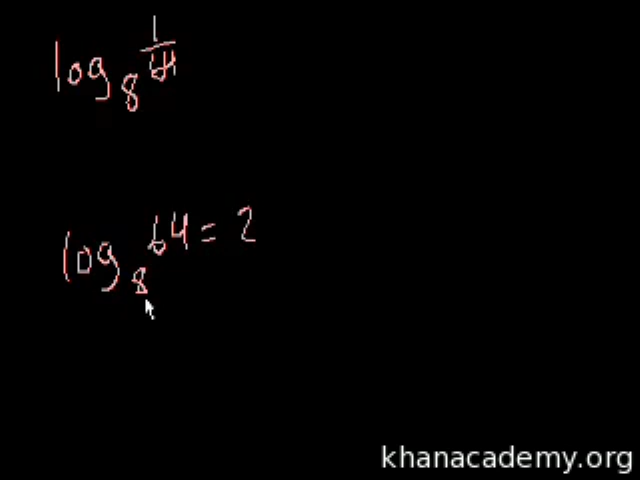 log₈ 1/64
log₈ 64 = 2
khanacademy.org